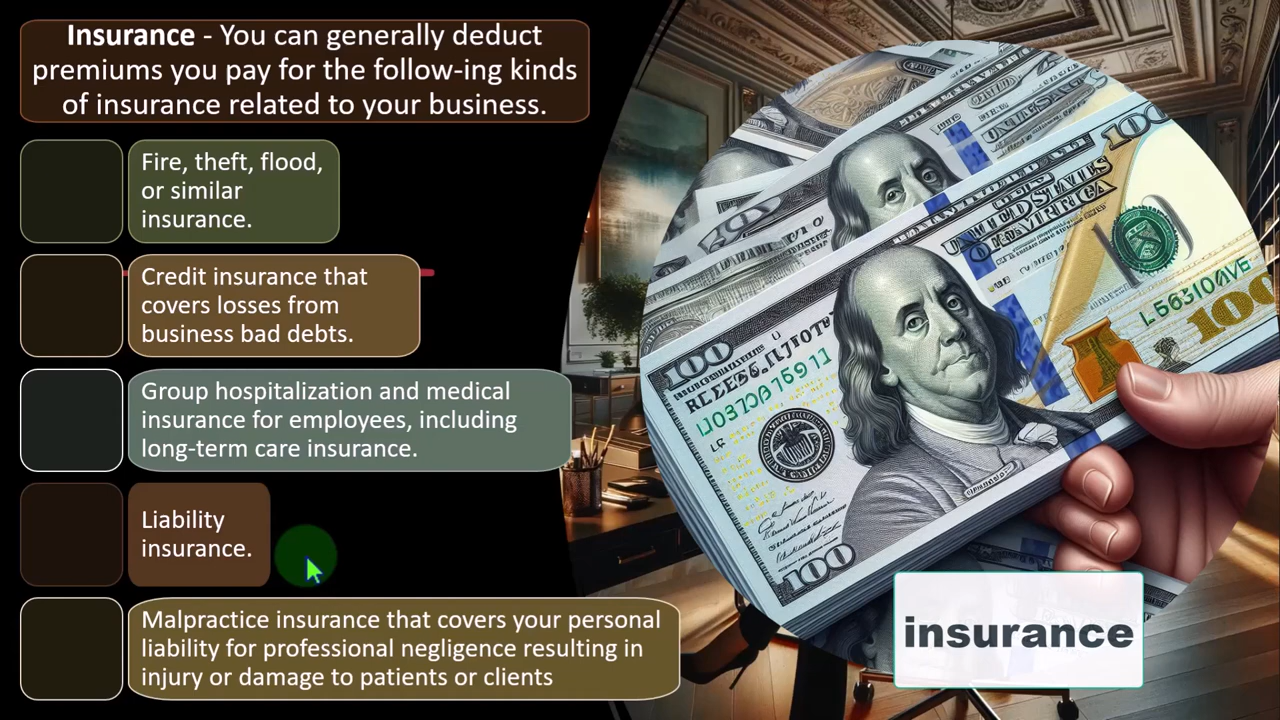 Insurance - You can generally deduct
premiums you pay for the follow-ing kinds
of insurance related to your business.
Fire, theft, flood,
or similar
insurance.
Credit insurance that
covers losses from
business bad debts.
Group hospitalization and medical
insurance for employees, including
long-term care insurance.
Liability
insurance.
Malpractice insurance that covers your personal
liability for professional negligence resulting in
injury or damage to patients or clients
100
100
100
insurance